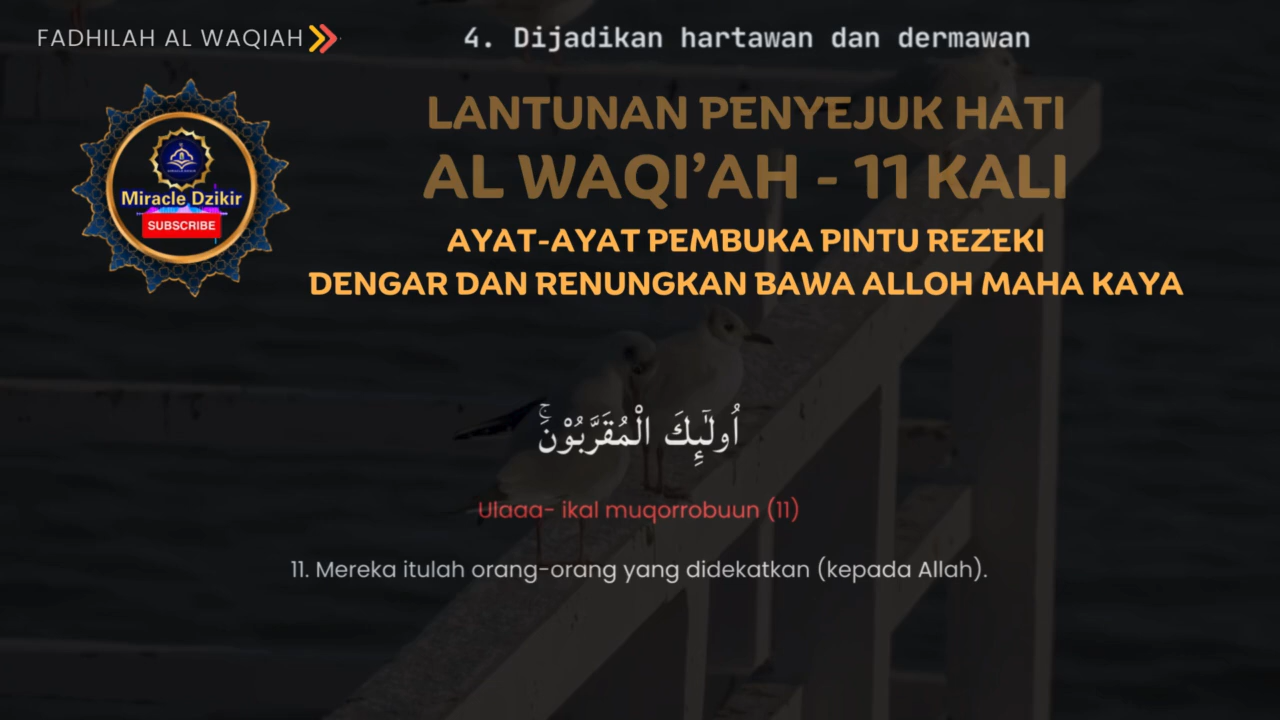 FADHILAH AL WAQIAH
4. Dijadikan hartawan dan dermawan
LANTUNAN PENYEJUK HATI
AL WAQI'AH - 11 KALI
AYAT-AYAT PEMBUKA PINTU REZEKI
DENGAR DAN RENUNGKAN BAWA ALLOH MAHA KAYA
Miracle Dzikir
SUBSCRIBE
اُولٰۤىِٕكَ الْمُقَرَّبُوْنَۚ
Ulaaa- ikal muqorrobuun (11)
11. Mereka itulah orang-orang yang didekatkan (kepada Allah).